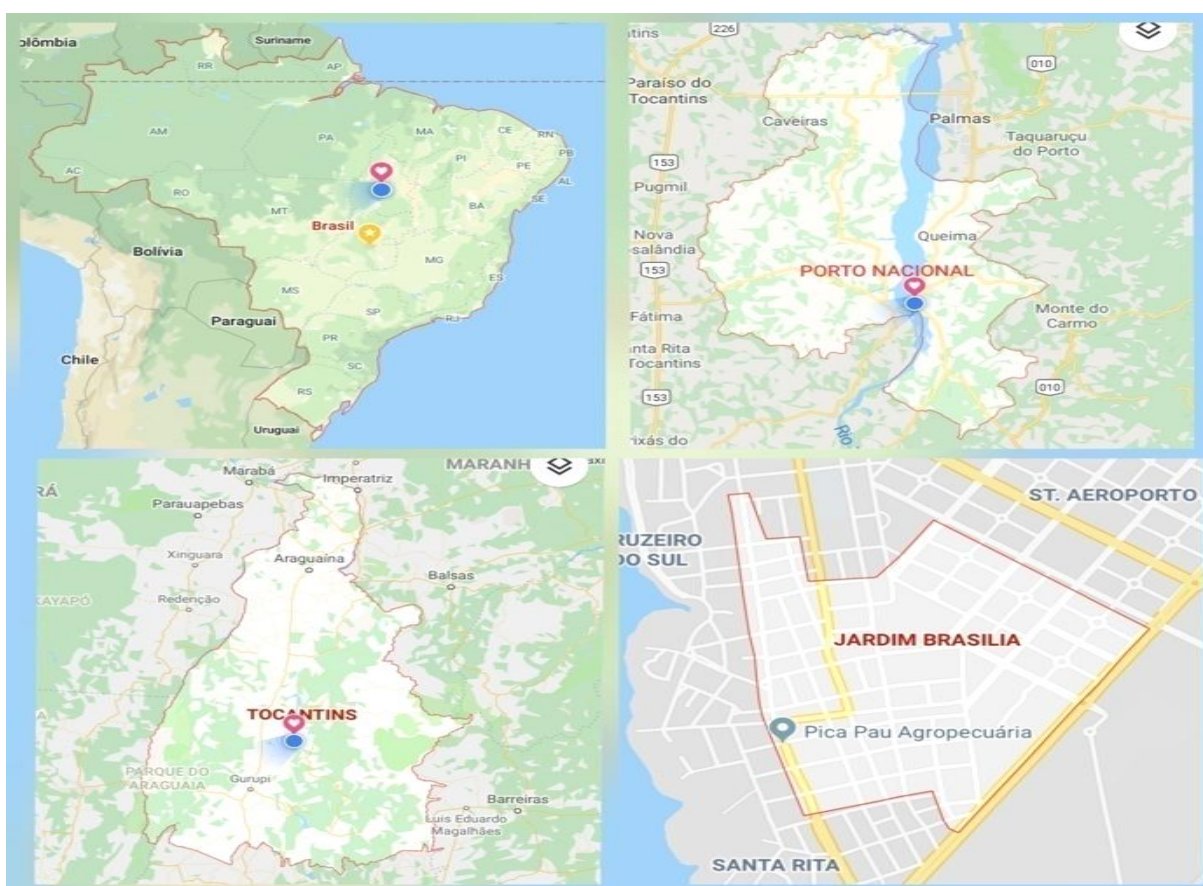 olômbia
Suriname
RR
AP
AM
PA
MA
CE
RN
PB
PI
PE
AL
SE
AC
RO
MT
BA
Brasil
Bolívia
MG
ES
MS
SP
RJ
Paraguai
PR
Chile
SC
RS
Uruguai
tins
226
010
Paraíso do
Tocantins
Caveiras
Palmas
Taquaruçu
do Porto
153
Pugmil
Nova
salândia
Queima
153
PORTO NACIONAL
Fátima
Monte do
Carmo
nta Rita
Tocantins
153
010
Rio
ixás do
Marabá
MARANH
Imperatriz
RÁ
Parauapebas
Xinguara
Araguaína
Balsas
KAYAPÓ
Redenção
TOCANTINS
PARQUE DO
ARAGUAIA
Gurupi
Barreiras
Luís Eduardo
Magalhães
ST. AEROPORTO
RUZEIRO
DO SUL
JARDIM BRASILIA
Pica Pau Agropecuária
SANTA RITA